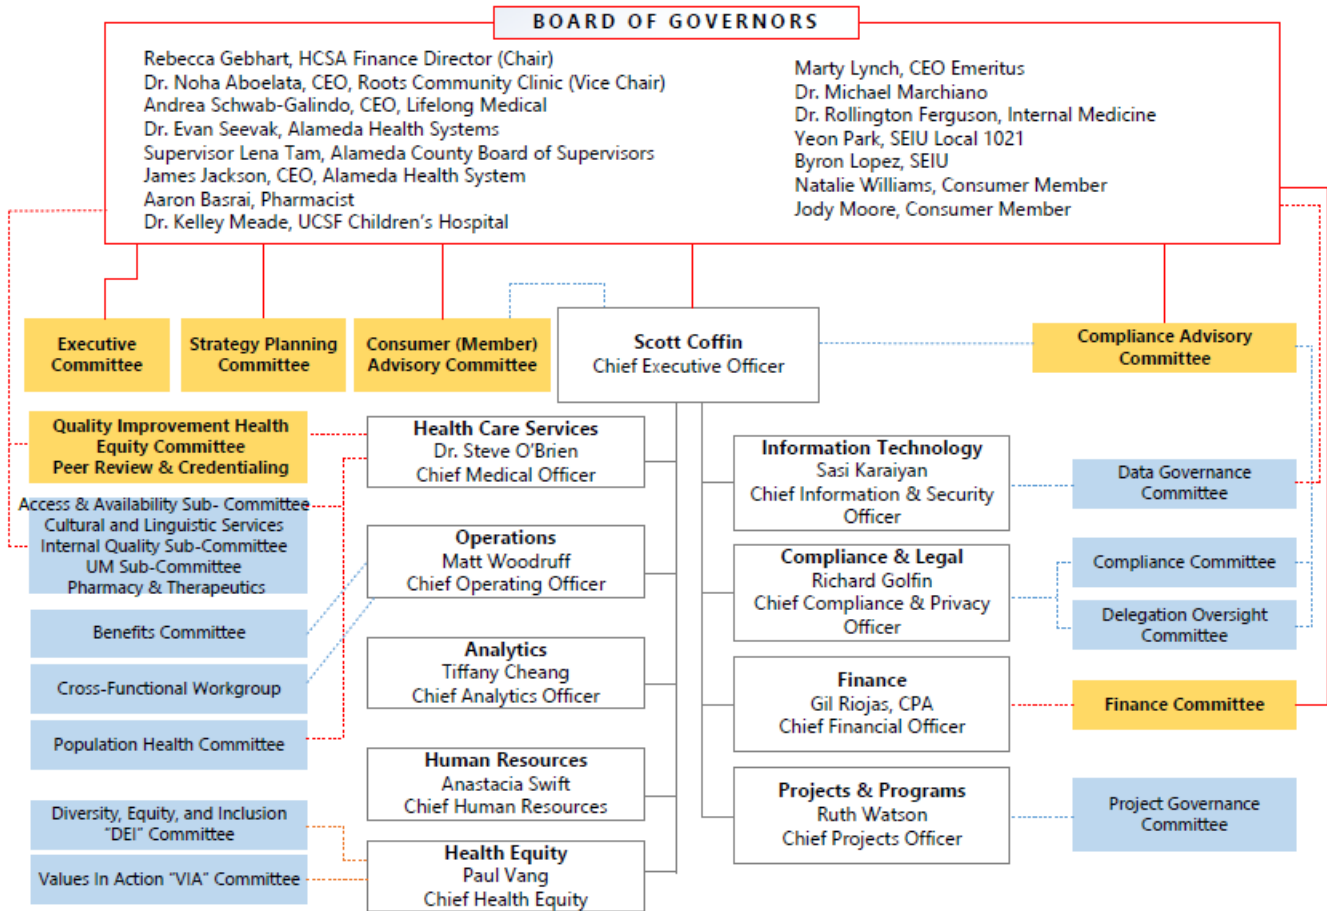 BOARD OF GOVERNORS
Rebecca Gebhart, HCSA Finance Director (Chair)
Dr. Noha Aboelata, CEO, Roots Community Clinic (Vice Chair)
Andrea Schwab-Galindo, CEO, Lifelong Medical
Dr. Evan Seevak, Alameda Health Systems
Supervisor Lena Tam, Alameda County Board of Supervisors
James Jackson, CEO, Alameda Health System
Aaron Basrai, Pharmacist
Dr. Kelley Meade, UCSF Children's Hospital
Marty Lynch, CEO Emeritus
Dr. Michael Marchiano
Dr. Rollington Ferguson, Internal Medicine
Yeon Park, SEIU Local 1021
Byron Lopez, SEIU
Natalie Williams, Consumer Member
Jody Moore, Consumer Member
Executive
Committee
Strategy Planning
Committee
Consumer (Member)
Advisory Committee
Scott Coffin
Chief Executive Officer
Compliance Advisory
Committee
Quality Improvement Health
Equity Committee
Peer Review & Credentialing
Access & Availability Sub- Committee
Cultural and Linguistic Services
Internal Quality Sub-Committee
UM Sub-Committee
Pharmacy & Therapeutics
Benefits Committee
Cross-Functional Workgroup
Population Health Committee
Diversity, Equity, and Inclusion
"DEI" Committee
Values In Action "VIA" Committee
Health Care Services
Dr. Steve O'Brien
Chief Medical Officer
Operations
Matt Woodruff
Chief Operating Officer
Analytics
Tiffany Cheang
Chief Analytics Officer
Human Resources
Anastacia Swift
Chief Human Resources
Health Equity
Paul Vang
Chief Health Equity
Information Technology
Sasi Karaiyan
Chief Information & Security
Officer
Compliance & Legal
Richard Golfin
Chief Compliance & Privacy
Officer
Finance
Gil Riojas, CPA
Chief Financial Officer
Projects & Programs
Ruth Watson
Chief Projects Officer
Data Governance
Committee
Compliance Committee
Delegation Oversight
Committee
Finance Committee
Project Governance
Committee